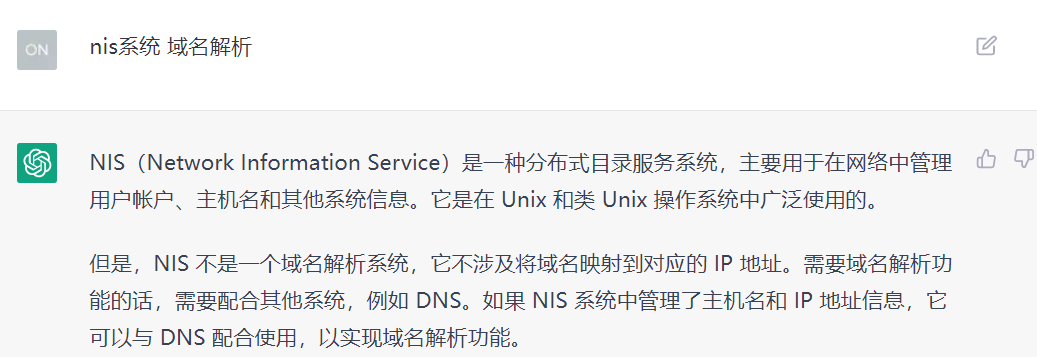 ON
nis系统 域名解析
NIS（Network Information Service）是一种分布式目录服务系统，主要用于在网络中管理
用户帐户、主机名和其他系统信息。它是在 Unix 和类 Unix 操作系统中广泛使用的。
但是，NIS 不是一个域名解析系统，它不涉及将域名映射到对应的 IP 地址。需要域名解析功
能的话，需要配合其他系统，例如 DNS。如果 NIS 系统中管理了主机名和 IP 地址信息，它
可以与 DNS 配合使用，以实现域名解析功能。